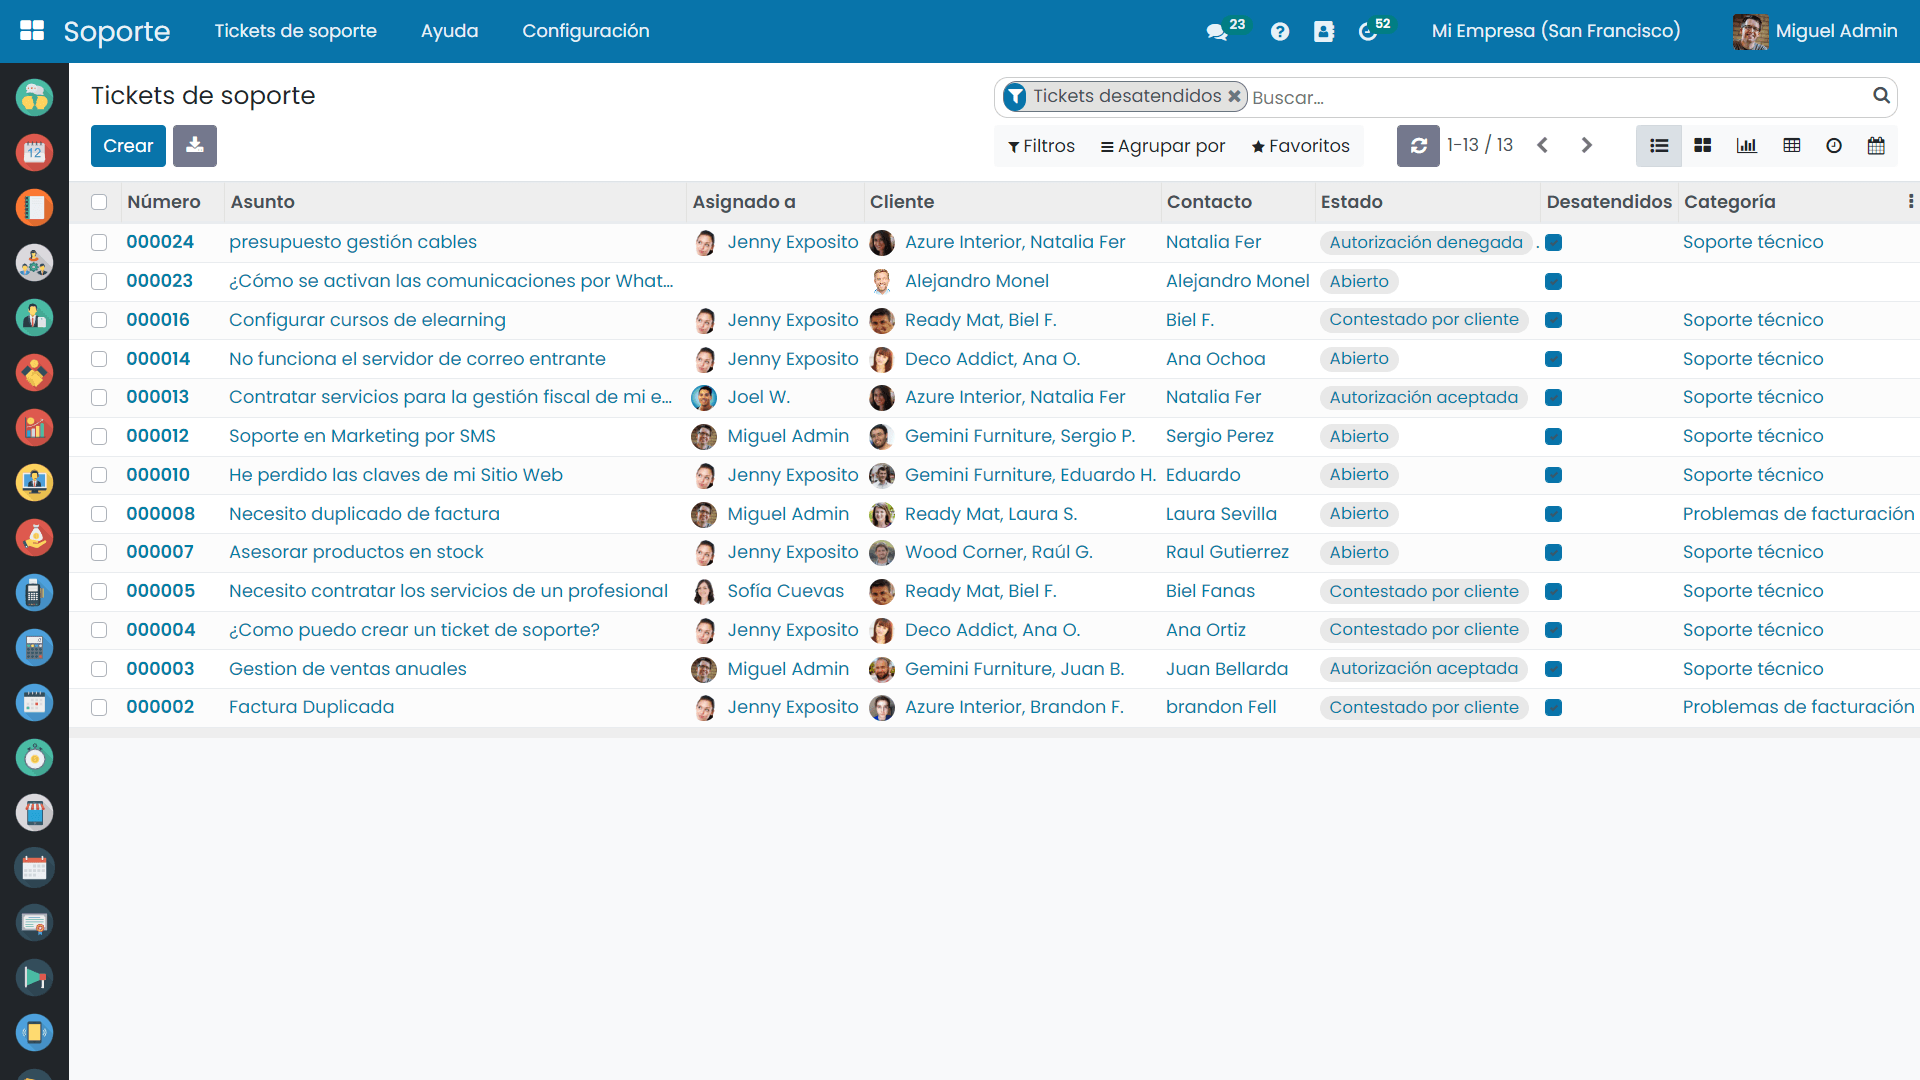 Soporte Tickets de soporte Ayuda Configuración 23 52 Mi Empresa (San Francisco) Miguel Admin
Tickets de soporte
Tickets desatendidos Buscar...
Crear
Filtros Agrupar por Favoritos 1-13 / 13
Número Asunto Asignado a Cliente Contacto Estado Desatendidos Categoría
000024 presupuesto gestión cables Jenny Exposito Azure Interior, Natalia Fer Natalia Fer Autorización denegada . Soporte técnico
000023 ¿Cómo se activan las comunicaciones por What... Alejandro Monel Alejandro Monel Abierto
000016 Configurar cursos de elearning Jenny Exposito Ready Mat, Biel F. Biel F. Contestado por cliente Soporte técnico
000014 No funciona el servidor de correo entrante Jenny Exposito Deco Addict, Ana O. Ana Ochoa Abierto Soporte técnico
000013 Contratar servicios para la gestión fiscal de mi e... Joel W. Azure Interior, Natalia Fer Natalia Fer Autorización aceptada Soporte técnico
000012 Soporte en Marketing por SMS Miguel Admin Gemini Furniture, Sergio P. Sergio Perez Abierto Soporte técnico
000010 He perdido las claves de mi Sitio Web Jenny Exposito Gemini Furniture, Eduardo H. Eduardo Abierto Soporte técnico
000008 Necesito duplicado de factura Miguel Admin Ready Mat, Laura S. Laura Sevilla Abierto Problemas de facturación
000007 Asesorar productos en stock Jenny Exposito Wood Corner, Raúl G. Raul Gutierrez Abierto Soporte técnico
000005 Necesito contratar los servicios de un profesional Sofía Cuevas Ready Mat, Biel F. Biel Fanas Contestado por cliente Soporte técnico
000004 ¿Como puedo crear un ticket de soporte? Jenny Exposito Deco Addict, Ana O. Ana Ortiz Contestado por cliente Soporte técnico
000003 Gestion de ventas anuales Miguel Admin Gemini Furniture, Juan B. Juan Bellarda Autorización aceptada Soporte técnico
000002 Factura Duplicada Jenny Exposito Azure Interior, Brandon F. brandon Fell Contestado por cliente Problemas de facturación
12